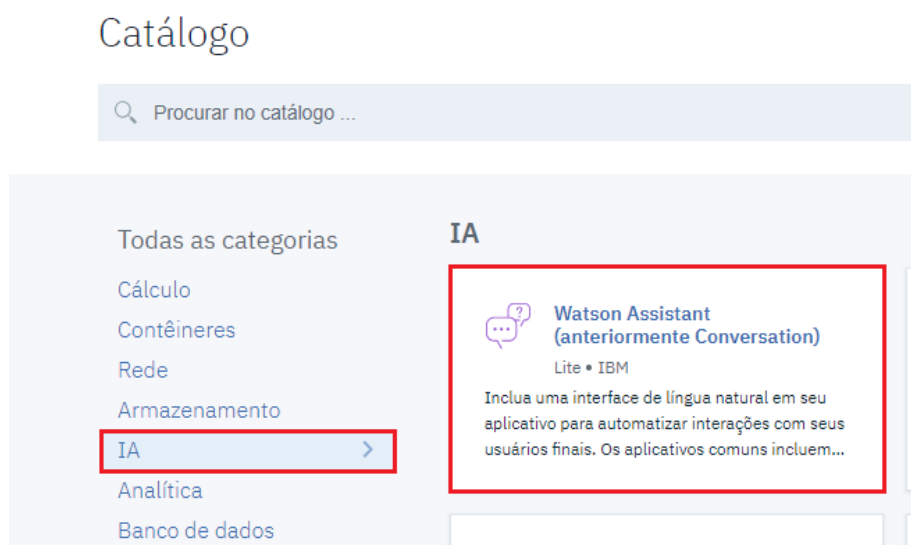 Catálogo
Procurar no catálogo ...
Todas as categorias
Cálculo
Contêineres
Rede
Armazenamento
IA
Analítica
Banco de dados
IA
Watson Assistant
(anteriormente Conversation)
Lite • IBM
Inclua uma interface de língua natural em seu
aplicativo para automatizar interações com seus
usuários finais. Os aplicativos comuns incluem...